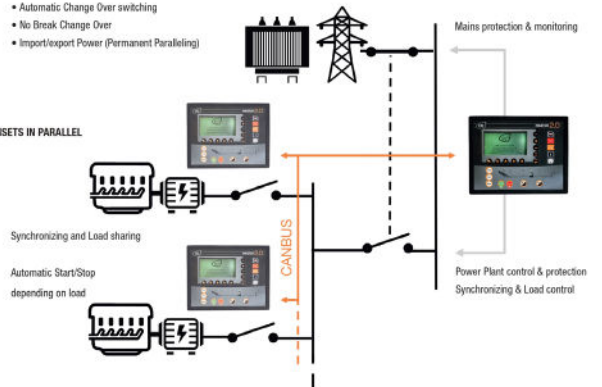 • Automatic Change Over switching
• No Break Change Over
• Import/export Power (Permanent Paralleling)
Mains protection & monitoring
NSETS IN PARALLEL
Synchronizing and Load sharing
CANBUS
Automatic Start/Stop
depending on load
Power Plant control & protection
Synchronizing & Load control